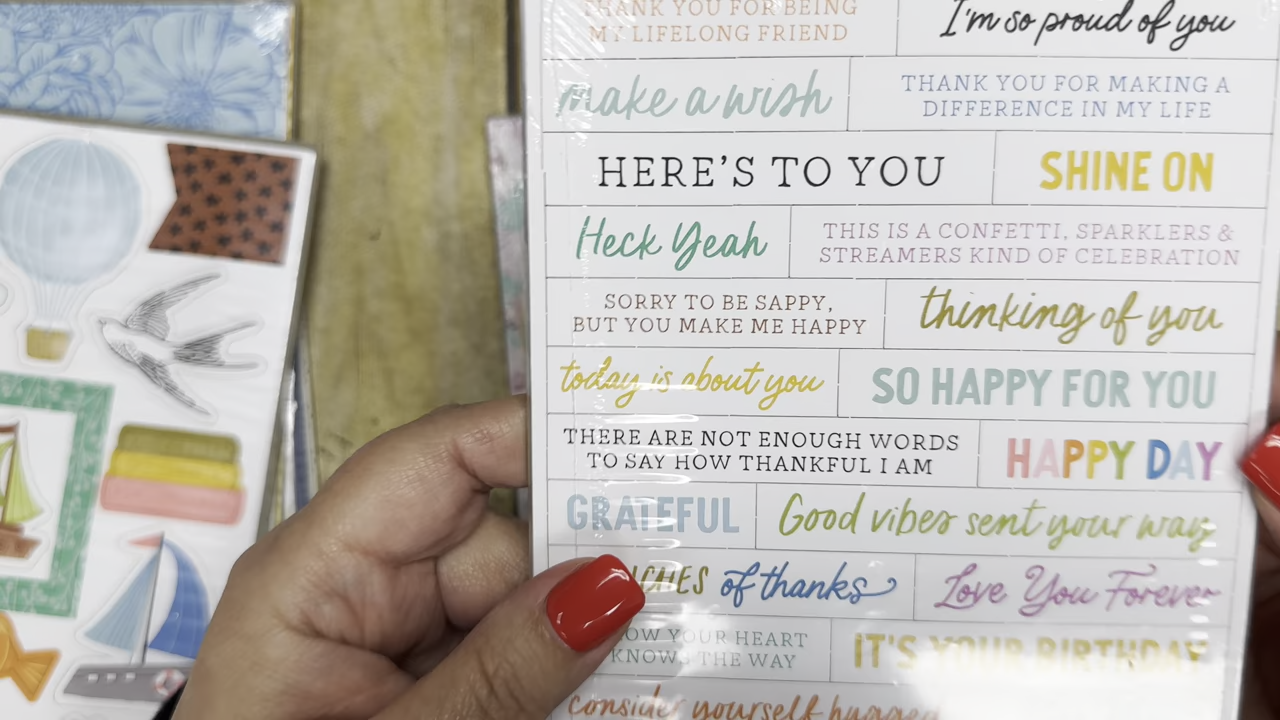 THANK YOU FOR BEING
MY LIFELONG FRIEND
I'm so proud of you
make a wish
THANK YOU FOR MAKING A
DIFFERENCE IN MY LIFE
HERE'S TO YOU
SHINE ON
Heck Yeah
THIS IS A CONFETTI, SPARKLERS &
STREAMERS KIND OF CELEBRATION
SORRY TO BE SAPPY,
BUT YOU MAKE ME HAPPY
thinking of you
today is about you
SO HAPPY FOR YOU
THERE ARE NOT ENOUGH WORDS
TO SAY HOW THANKFUL I AM
HAPPY DAY
GRATEFUL
Good vibes sent your way
of thanks
Love You Forever
YOUR HEART
KNOWS THE WAY
IT'S YOUR BIRTHDAY
consider yourself hugged